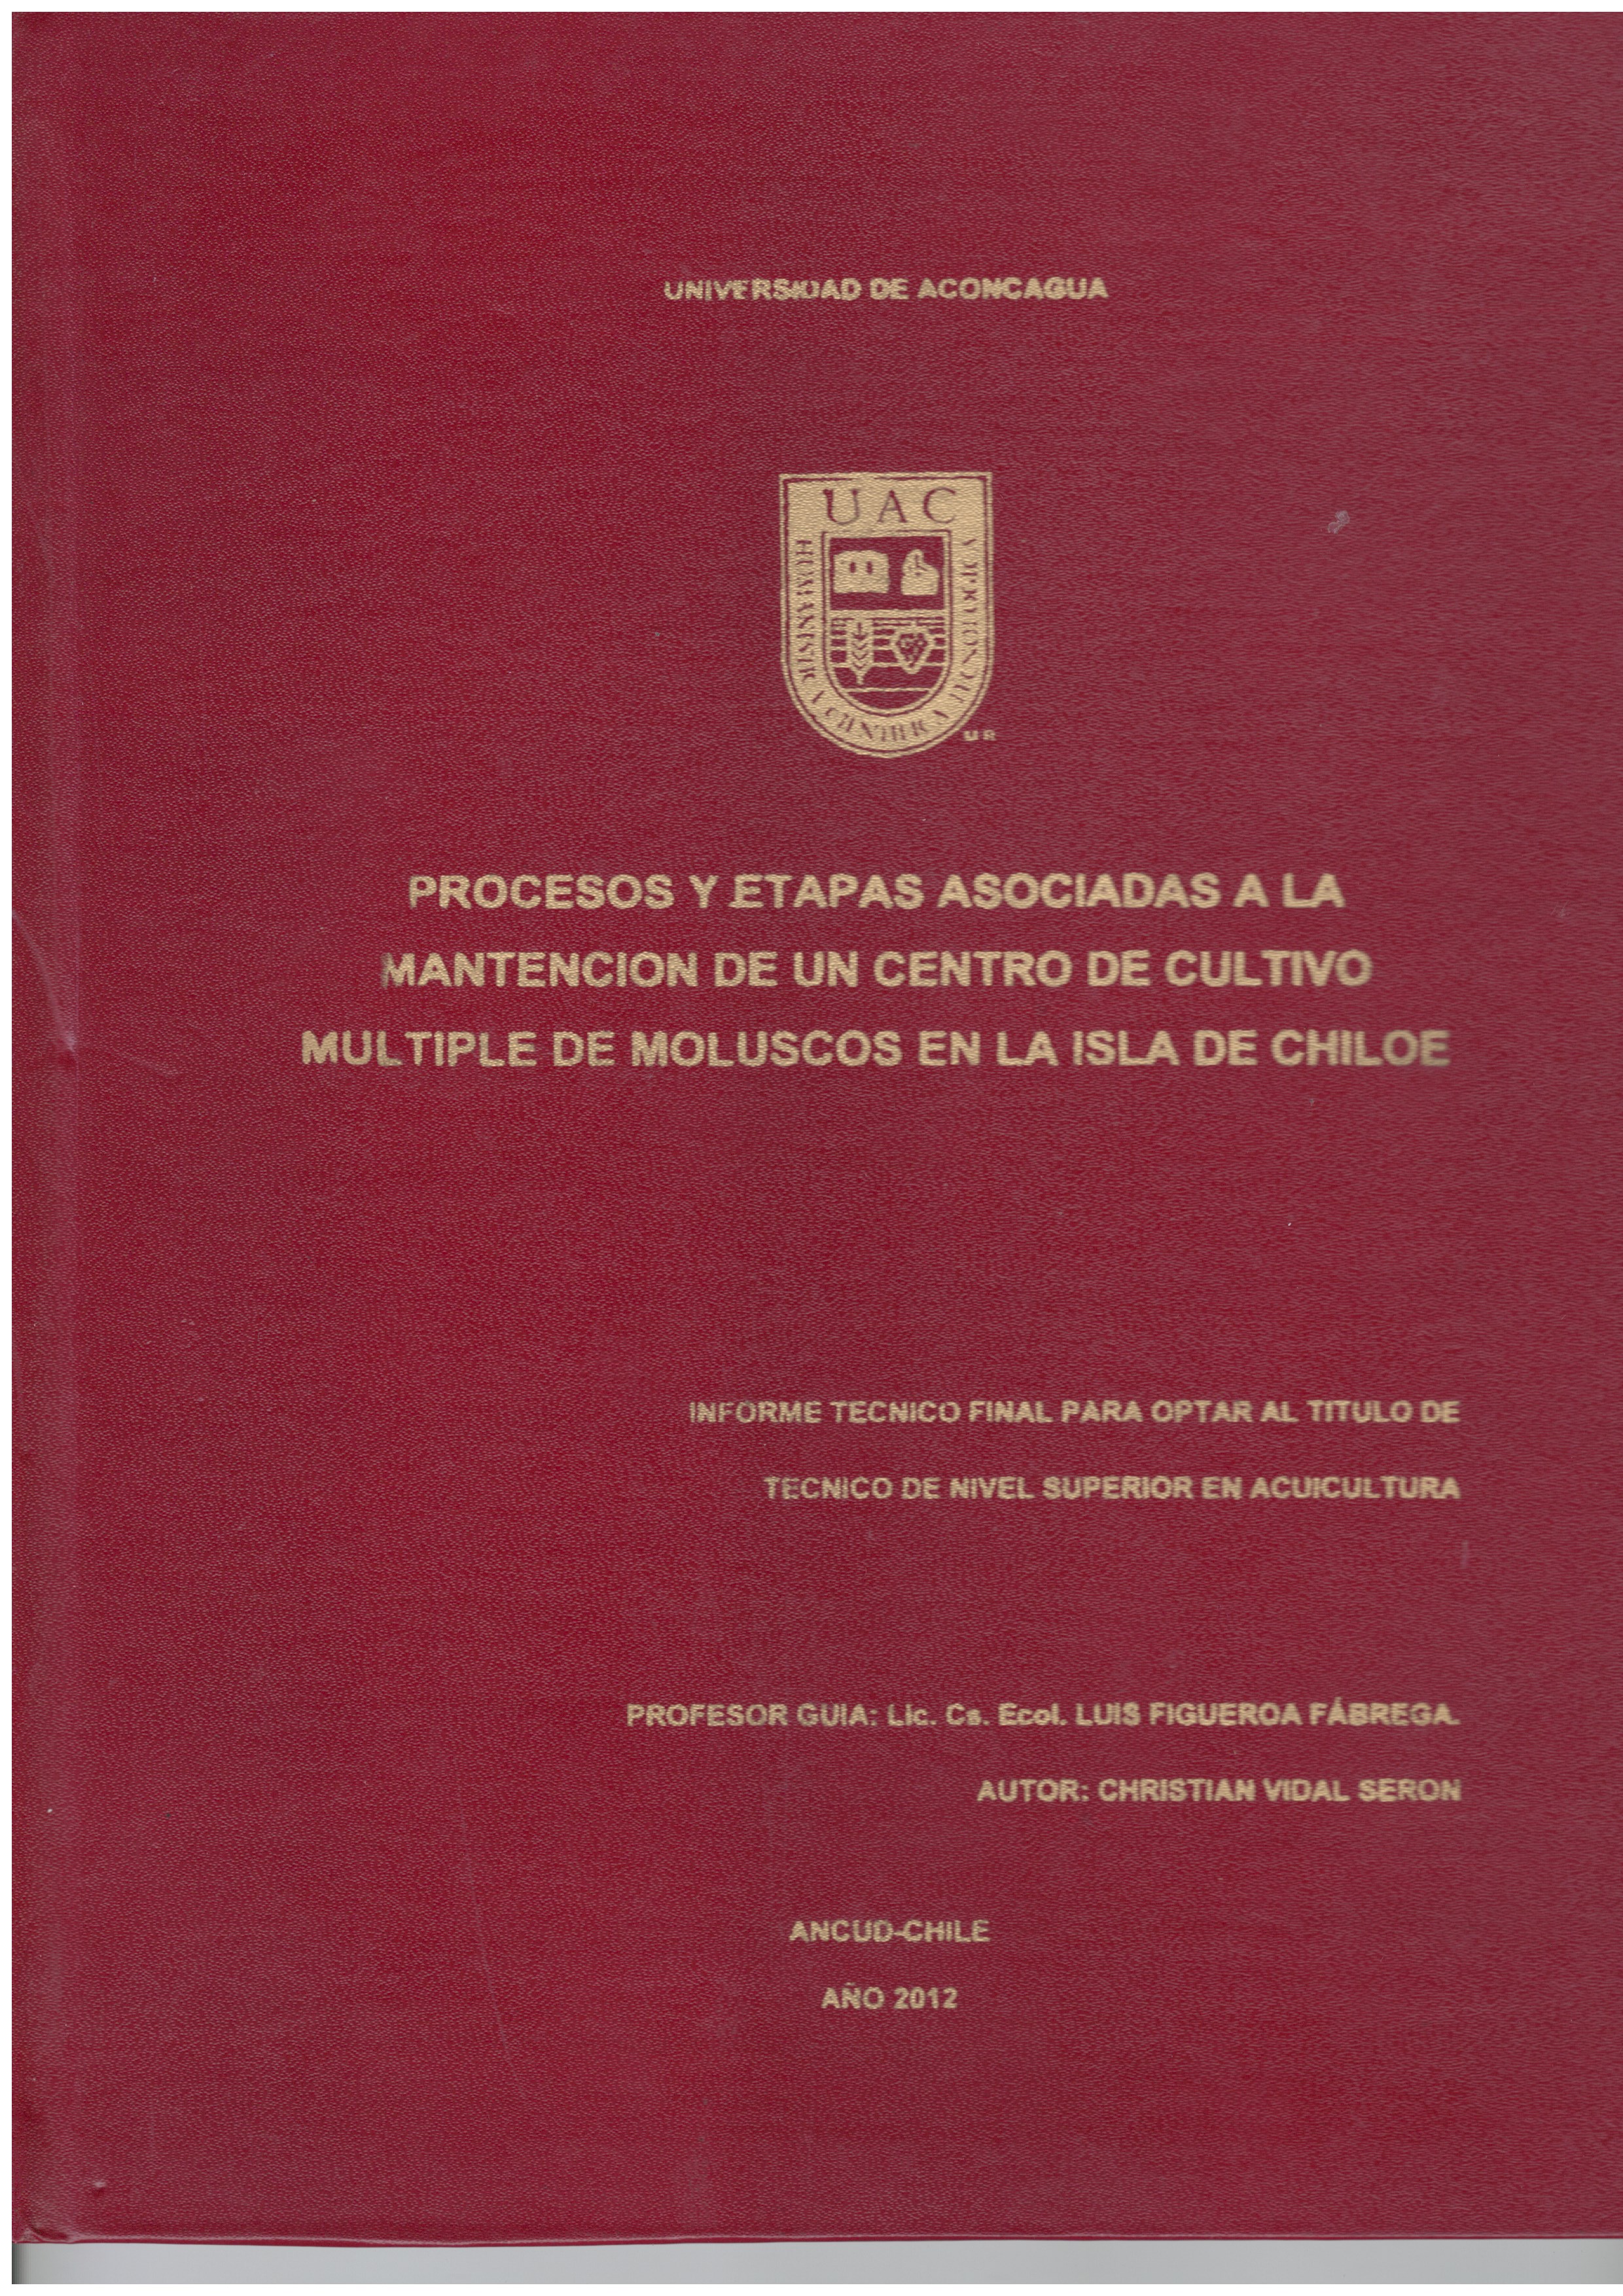 UNIVERSIDAD DE ACONCAGUA
UAC
HUMANISTICA CIENTIFICA TECNOLOGICA
U R
PROCESOS Y ETAPAS ASOCIADAS A LA
MANTENCION DE UN CENTRO DE CULTIVO
MULTIPLE DE MOLUSCOS EN LA ISLA DE CHILOE
INFORME TECNICO FINAL PARA OPTAR AL TITULO DE
TECNICO DE NIVEL SUPERIOR EN ACUICULTURA
PROFESOR GUIA: Lic. Cs. Ecol. LUIS FIGUEROA FÁBREGA.
AUTOR: CHRISTIAN VIDAL SERON
ANCUD-CHILE
AÑO 2012